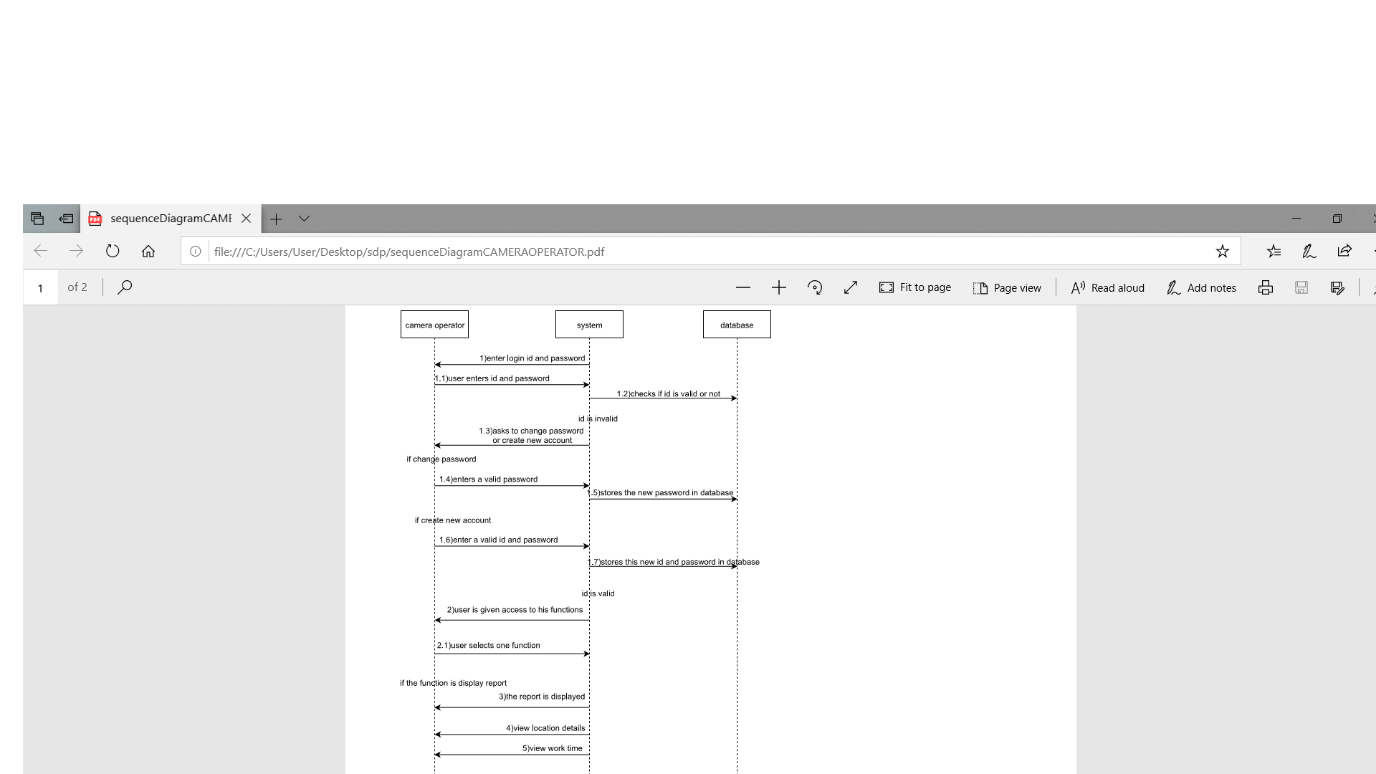 sequenceDiagramCAME
file:///C:/Users/User/Desktop/sdp/sequenceDiagramCAMERAOPERATOR.pdf
1 of 2 Fit to page Page view Read aloud Add notes
camera operator system database
1)enter login id and password
1.1)user enters id and password
1.2)checks if id is valid or not
id is invalid
1.3)asks to change password
or create new account
if change password
1.4)enters a valid password
1.5)stores the new password in database
if create new account
1.6)enter a valid id and password
1.7)stores this new id and password in database
id is valid
2)user is given access to his functions
2.1)user selects one function
if the function is display report
3)the report is displayed
4)view location details
5)view work time